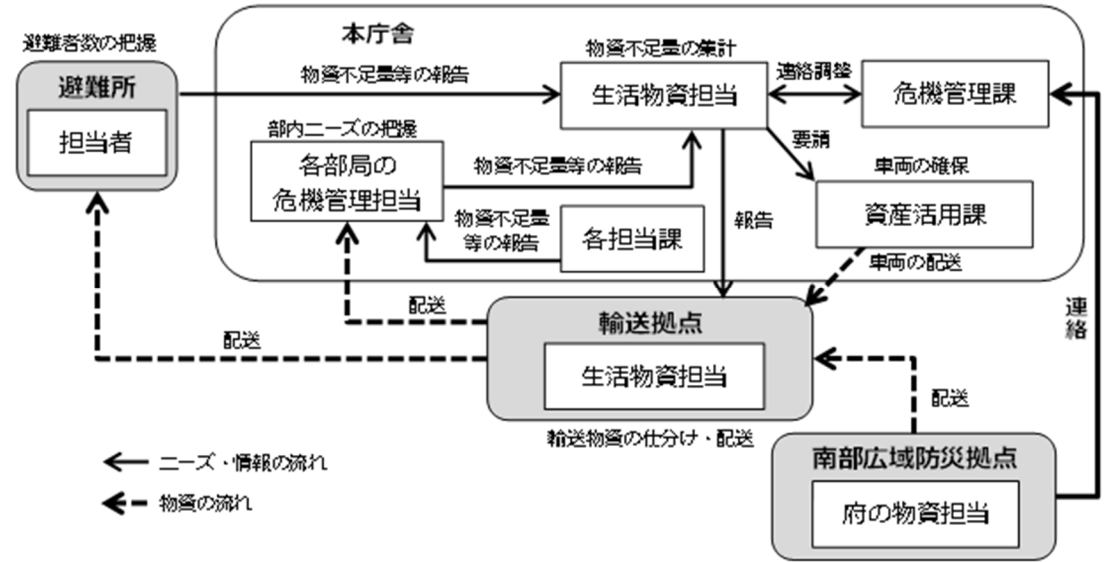 本庁舎
避難者数の把握
避難所
担当者
物資不足量等の報告
物資不足量の集計
生活物資担当
連絡調整
危機管理課
部内ニーズの把握
各部局の
危機管理担当
物資不足量等の報告
要請
車両の確保
資産活用課
物資不足量
等の報告
各担当課
報告
車両の配送
配送
配送
輸送拠点
生活物資担当
輸送物資の仕分け・配送
連絡
配送
南部広域防災拠点
府の物資担当
ニーズ・情報の流れ
物資の流れ